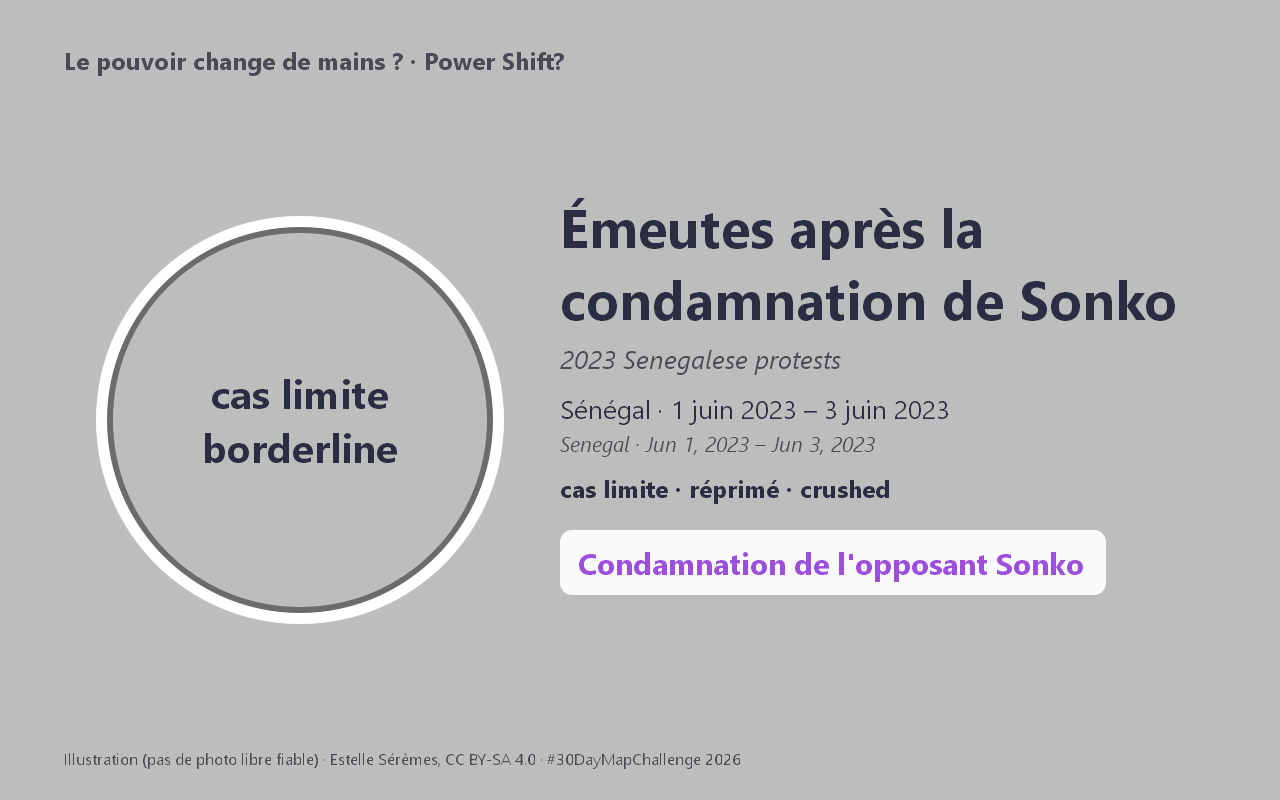 Le pouvoir change de mains ? · Power Shift?
cas limite
borderline
Émeutes après la
condamnation de Sonko
2023 Senegalese protests
Sénégal · 1 juin 2023 – 3 juin 2023
Senegal · Jun 1, 2023 – Jun 3, 2023
cas limite · réprimé · crushed
Condamnation de l'opposant Sonko
Illustration (pas de photo libre fiable) · Estelle Sérèmes, CC BY-SA 4.0 · #30DayMapChallenge 2026